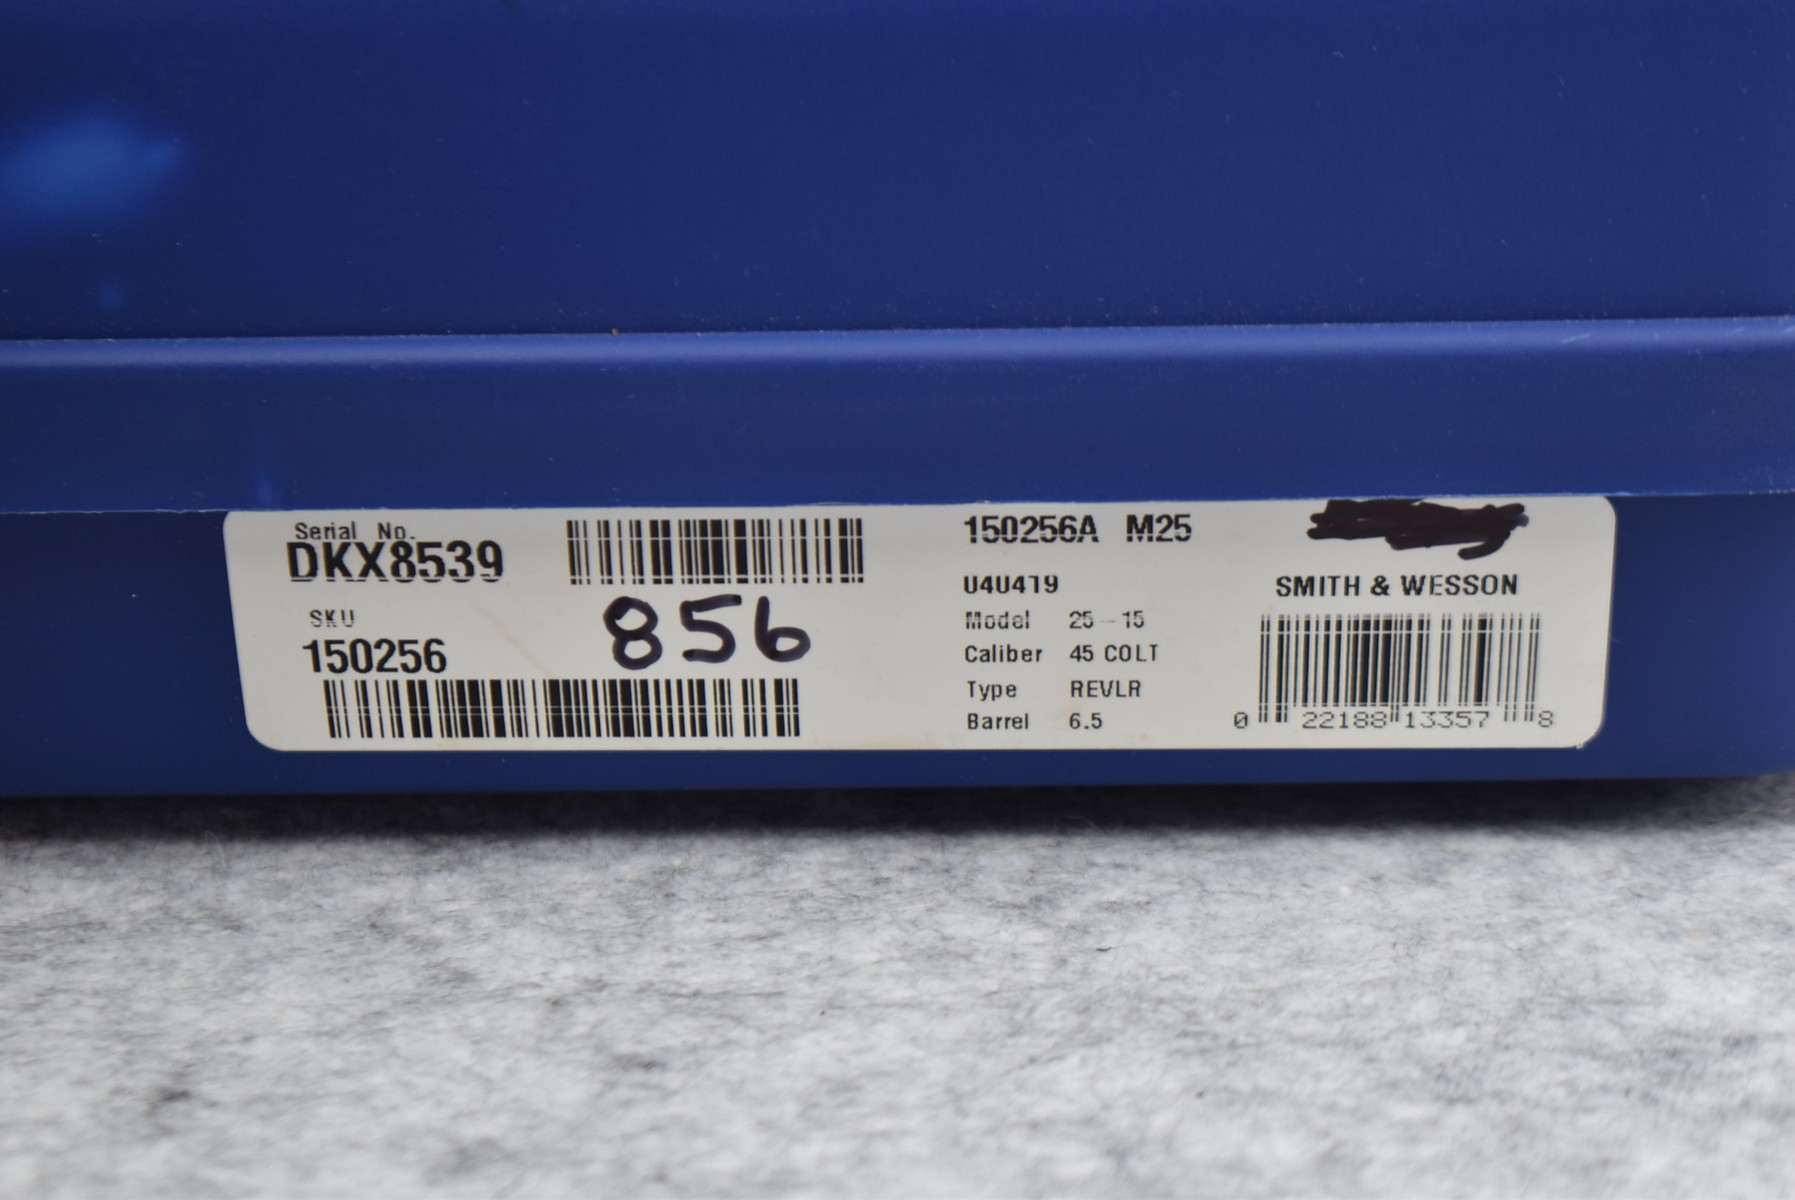 Serial No.
DKX8539
SKU
150256
856
150256A M25
040419
Model 25-15
Caliber 45 COLT
Type REVLR
Barrel 6.5
SMITH & WESSON
0 22188 13357 8